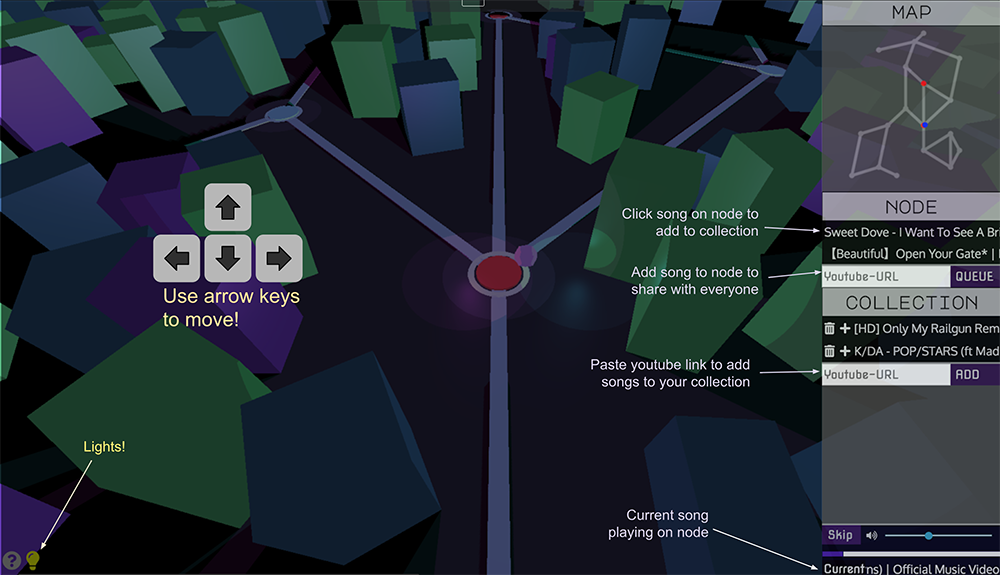 MAP
NODE
Click song on node to
add to collection
Sweet Dove - I Want To See A Bri
【Beautiful】Open Your Gate* |
Add song to node to
share with everyone
Youtube-URL QUEUE
COLLECTION
Use arrow keys
to move!
[HD] Only My Railgun Rem
K/DA - POP/STARS (ft Mad
Paste youtube link to add
songs to your collection
Youtube-URL ADD
Lights!
?
Current song
playing on node
Skip
Current ns) | Official Music Video